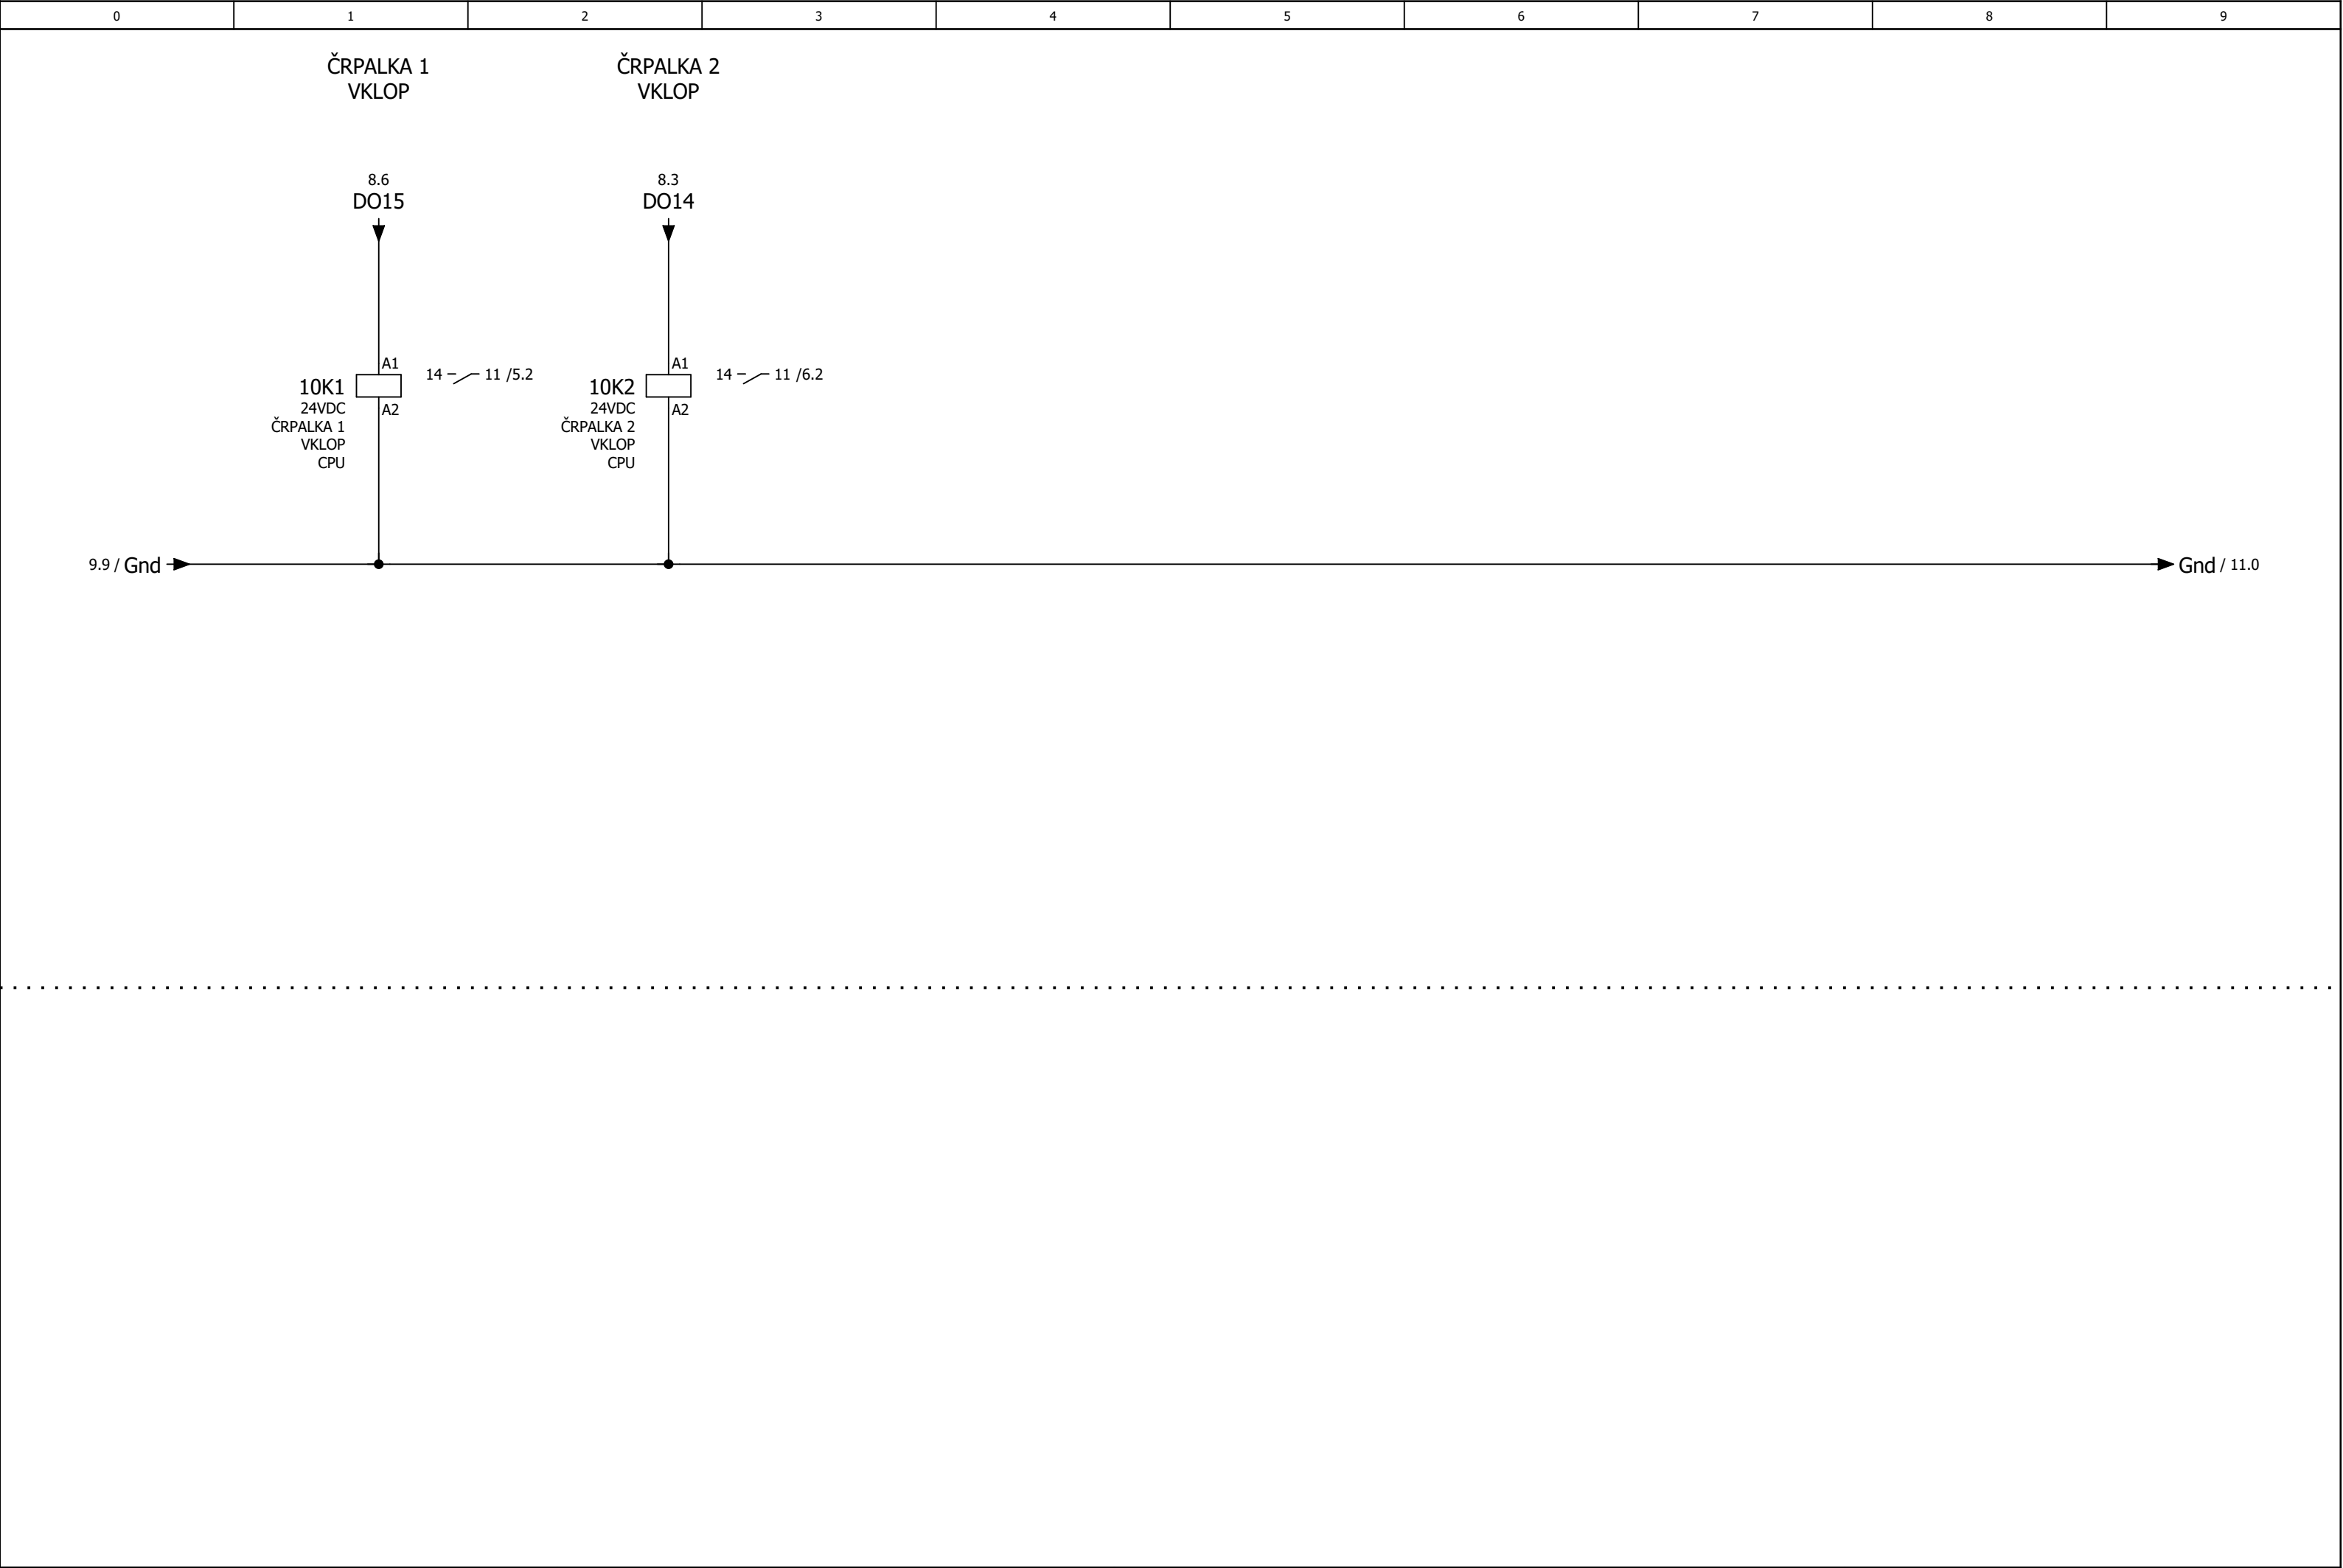 0 1 2 3 4 5 6 7 8 9
ČRPALKA 1
VKLOP
ČRPALKA 2
VKLOP
8.6
DO15
8.3
DO14
A1
10K1
24VDC
ČRPALKA 1
VKLOP
CPU
A2
14 11 /5.2
A1
10K2
24VDC
ČRPALKA 2
VKLOP
CPU
A2
14 11 /6.2
9.9 / Gnd
Gnd / 11.0